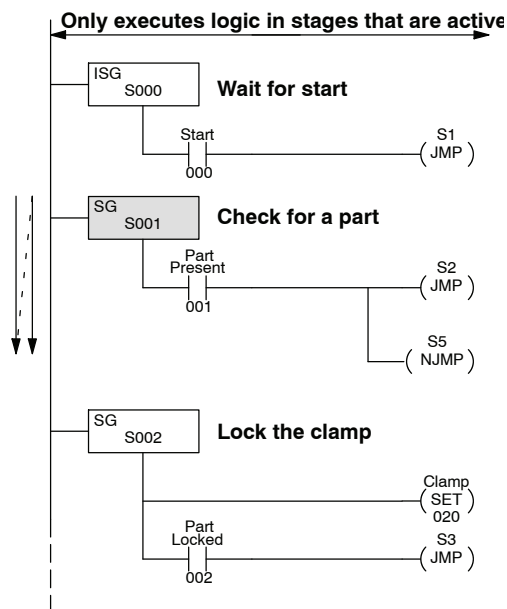 Only executes logic in stages that are active
ISG
S000
Wait for start
Start
000
S1
JMP
SG
S001
Check for a part
Part
Present
001
S2
JMP
S5
NJMP
SG
S002
Lock the clamp
Clamp
SET
020
Part
Locked
002
S3
JMP